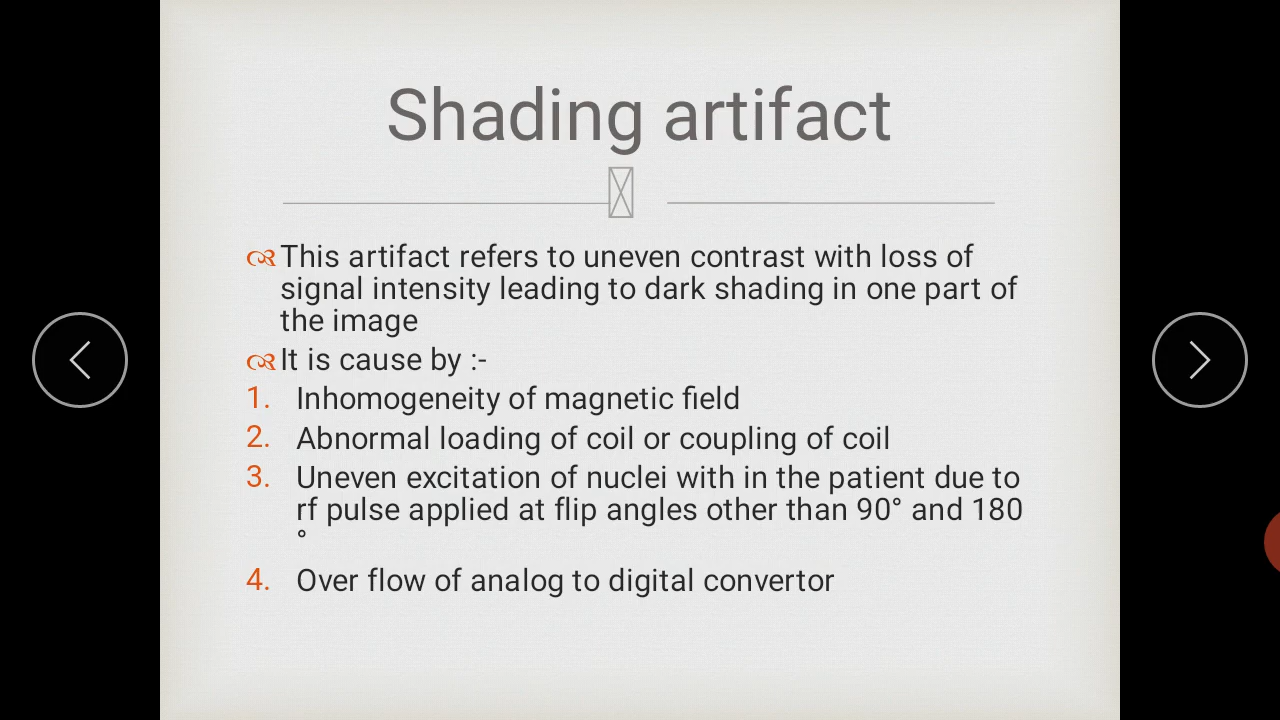 Shading artifact
This artifact refers to uneven contrast with loss of
signal intensity leading to dark shading in one part of
the image
It is cause by :-
1. Inhomogeneity of magnetic field
2. Abnormal loading of coil or coupling of coil
3. Uneven excitation of nuclei with in the patient due to
rf pulse applied at flip angles other than 90° and 180
°
4. Over flow of analog to digital convertor